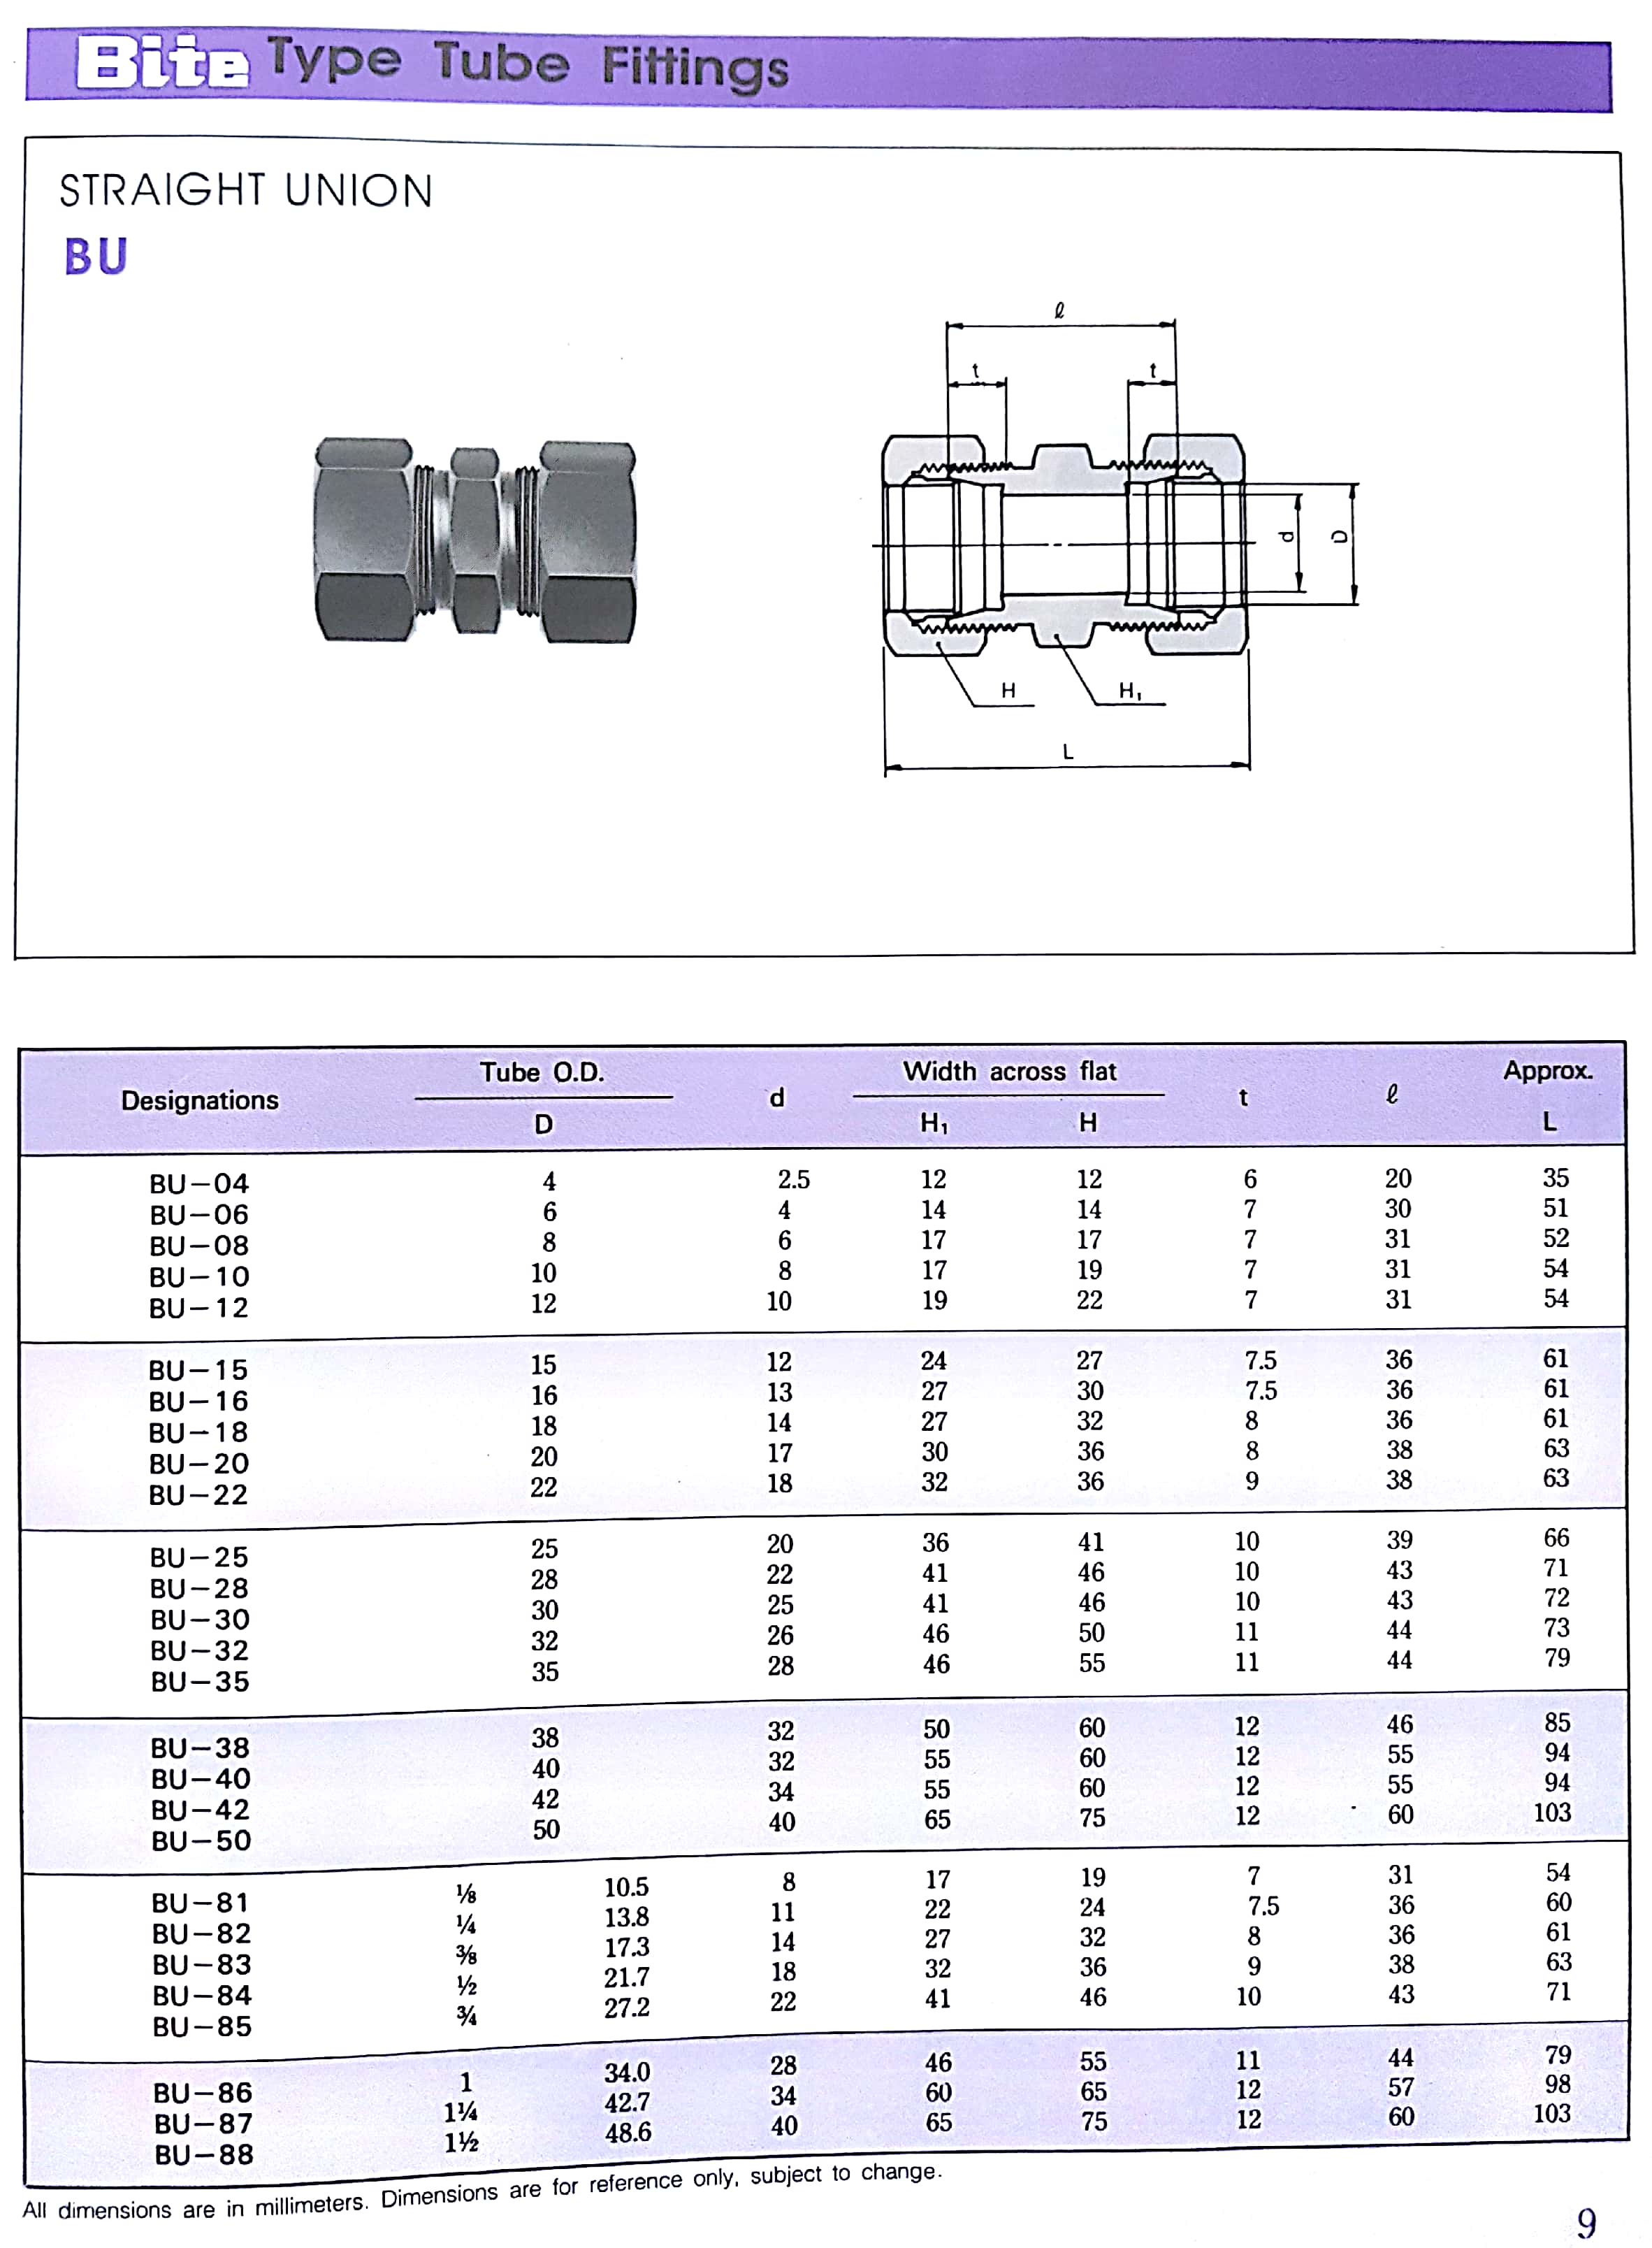 Bite Type Tube Fittings
STRAIGHT UNION
BU
ℓ
t t
d D
H H₁
L
Designations Tube O.D. D d Width across flat H₁ H t ℓ Approx. L
BU-04 4 2.5 12 12 6 20 35
BU-06 6 4 14 14 7 30 51
BU-08 8 6 17 17 7 31 52
BU-10 10 8 17 19 7 31 54
BU-12 12 10 19 22 7 31 54
BU-15 15 12 24 27 7.5 36 61
BU-16 16 13 27 30 7.5 36 61
BU-18 18 14 27 32 8 36 61
BU-20 20 17 30 36 8 38 63
BU-22 22 18 32 36 9 38 63
BU-25 25 20 36 41 10 39 66
BU-28 28 22 41 46 10 43 71
BU-30 30 25 41 46 10 43 72
BU-32 32 26 46 50 11 44 73
BU-35 35 28 46 55 11 44 79
BU-38 38 32 50 60 12 46 85
BU-40 40 32 55 60 12 55 94
BU-42 42 34 55 60 12 55 94
BU-50 50 40 65 75 12 60 103
BU-81 ⅛ 10.5 8 17 19 7 31 54
BU-82 ¼ 13.8 11 22 24 7.5 36 60
BU-83 ⅜ 17.3 14 27 32 8 36 61
BU-84 ½ 21.7 18 32 36 9 38 63
BU-85 ¾ 27.2 22 41 46 10 43 71
BU-86 1 34.0 28 46 55 11 44 79
BU-87 1¼ 42.7 34 60 65 12 57 98
BU-88 1½ 48.6 40 65 75 12 60 103
All dimensions are in millimeters. Dimensions are for reference only, subject to change.
9